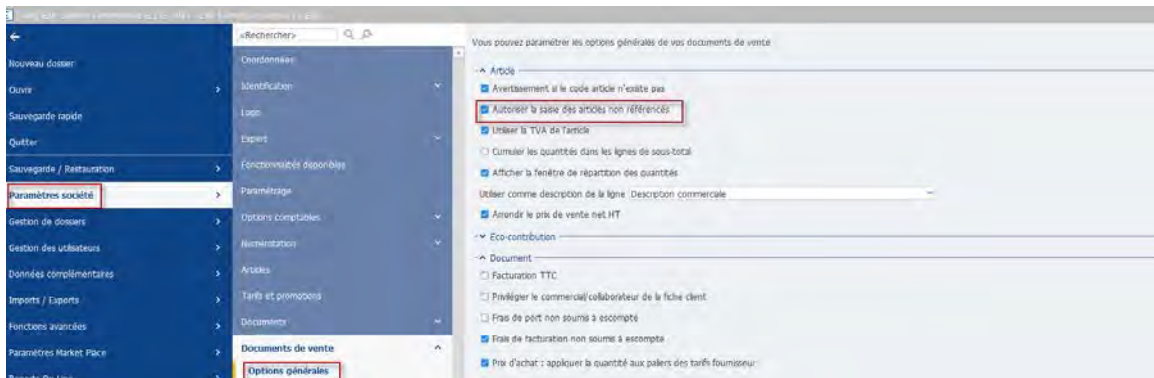 Nouveau dossier
Ouvrir
Sauvegarde rapide
Quitter
Sauvegarde / Restauration
Paramètres société
Gestion de dossiers
Gestion des utilisateurs
Données complémentaires
Imports / Exports
Fonctions avancées
Paramètres Market Place
<Rechercher>
Coordonnées
Identification
Logo
Expert
Fonctionnalités disponibles
Paramétrage
Options comptables
Numérotation
Articles
Tarifs et promotions
Documents
Documents de vente
Options générales
Vous pouvez paramétrer les options générales de vos documents de vente
Article
Avertissement si le code article n'existe pas
Autoriser la saisie des articles non référencés
Utiliser la TVA de l'article
Cumuler les quantités dans les lignes de sous-total
Afficher la fenêtre de répartition des quantités
Utiliser comme description de la ligne Description commerciale
Arrondir le prix de vente net HT
Eco-contribution
Document
Facturation TTC
Privilégier le commercial/collaborateur de la fiche client
Frais de port non soumis à escompte
Frais de facturation non soumis à escompte
Prix d'achat : appliquer la quantité aux paliers des tarifs fournisseur